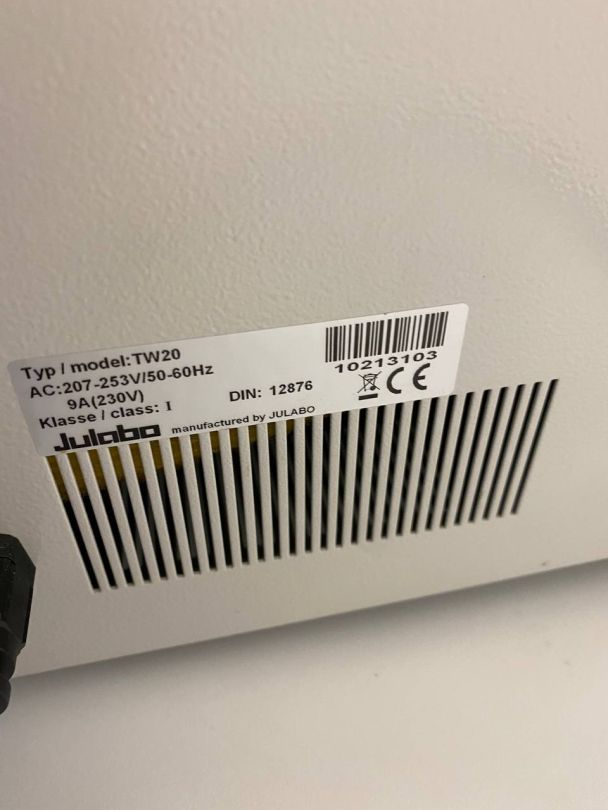 Typ / model:TW20
AC:207-253V/50-60Hz
9A(230V)
Klasse / class: I
DIN: 12876
Julabo manufactured by JULABO
10213103
CE